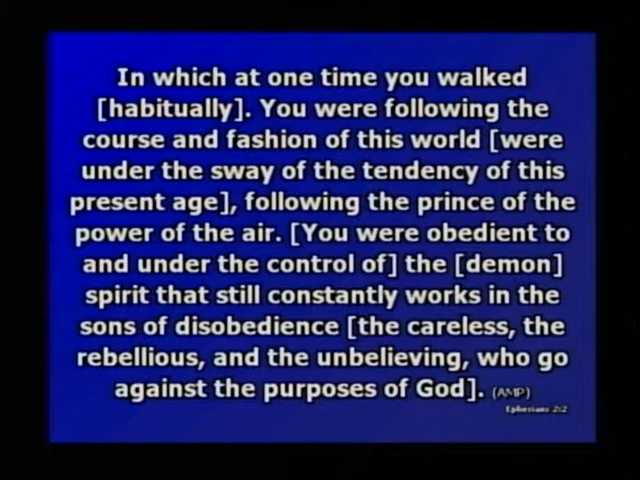 In which at one time you walked
[habitually]. You were following the
course and fashion of this world [were
under the sway of the tendency of this
present age], following the prince of the
power of the air. [You were obedient to
and under the control of] the [demon]
spirit that still constantly works in the
sons of disobedience [the careless, the
rebellious, and the unbelieving, who go
against the purposes of God]. (AMP)
Ephesians 2:2